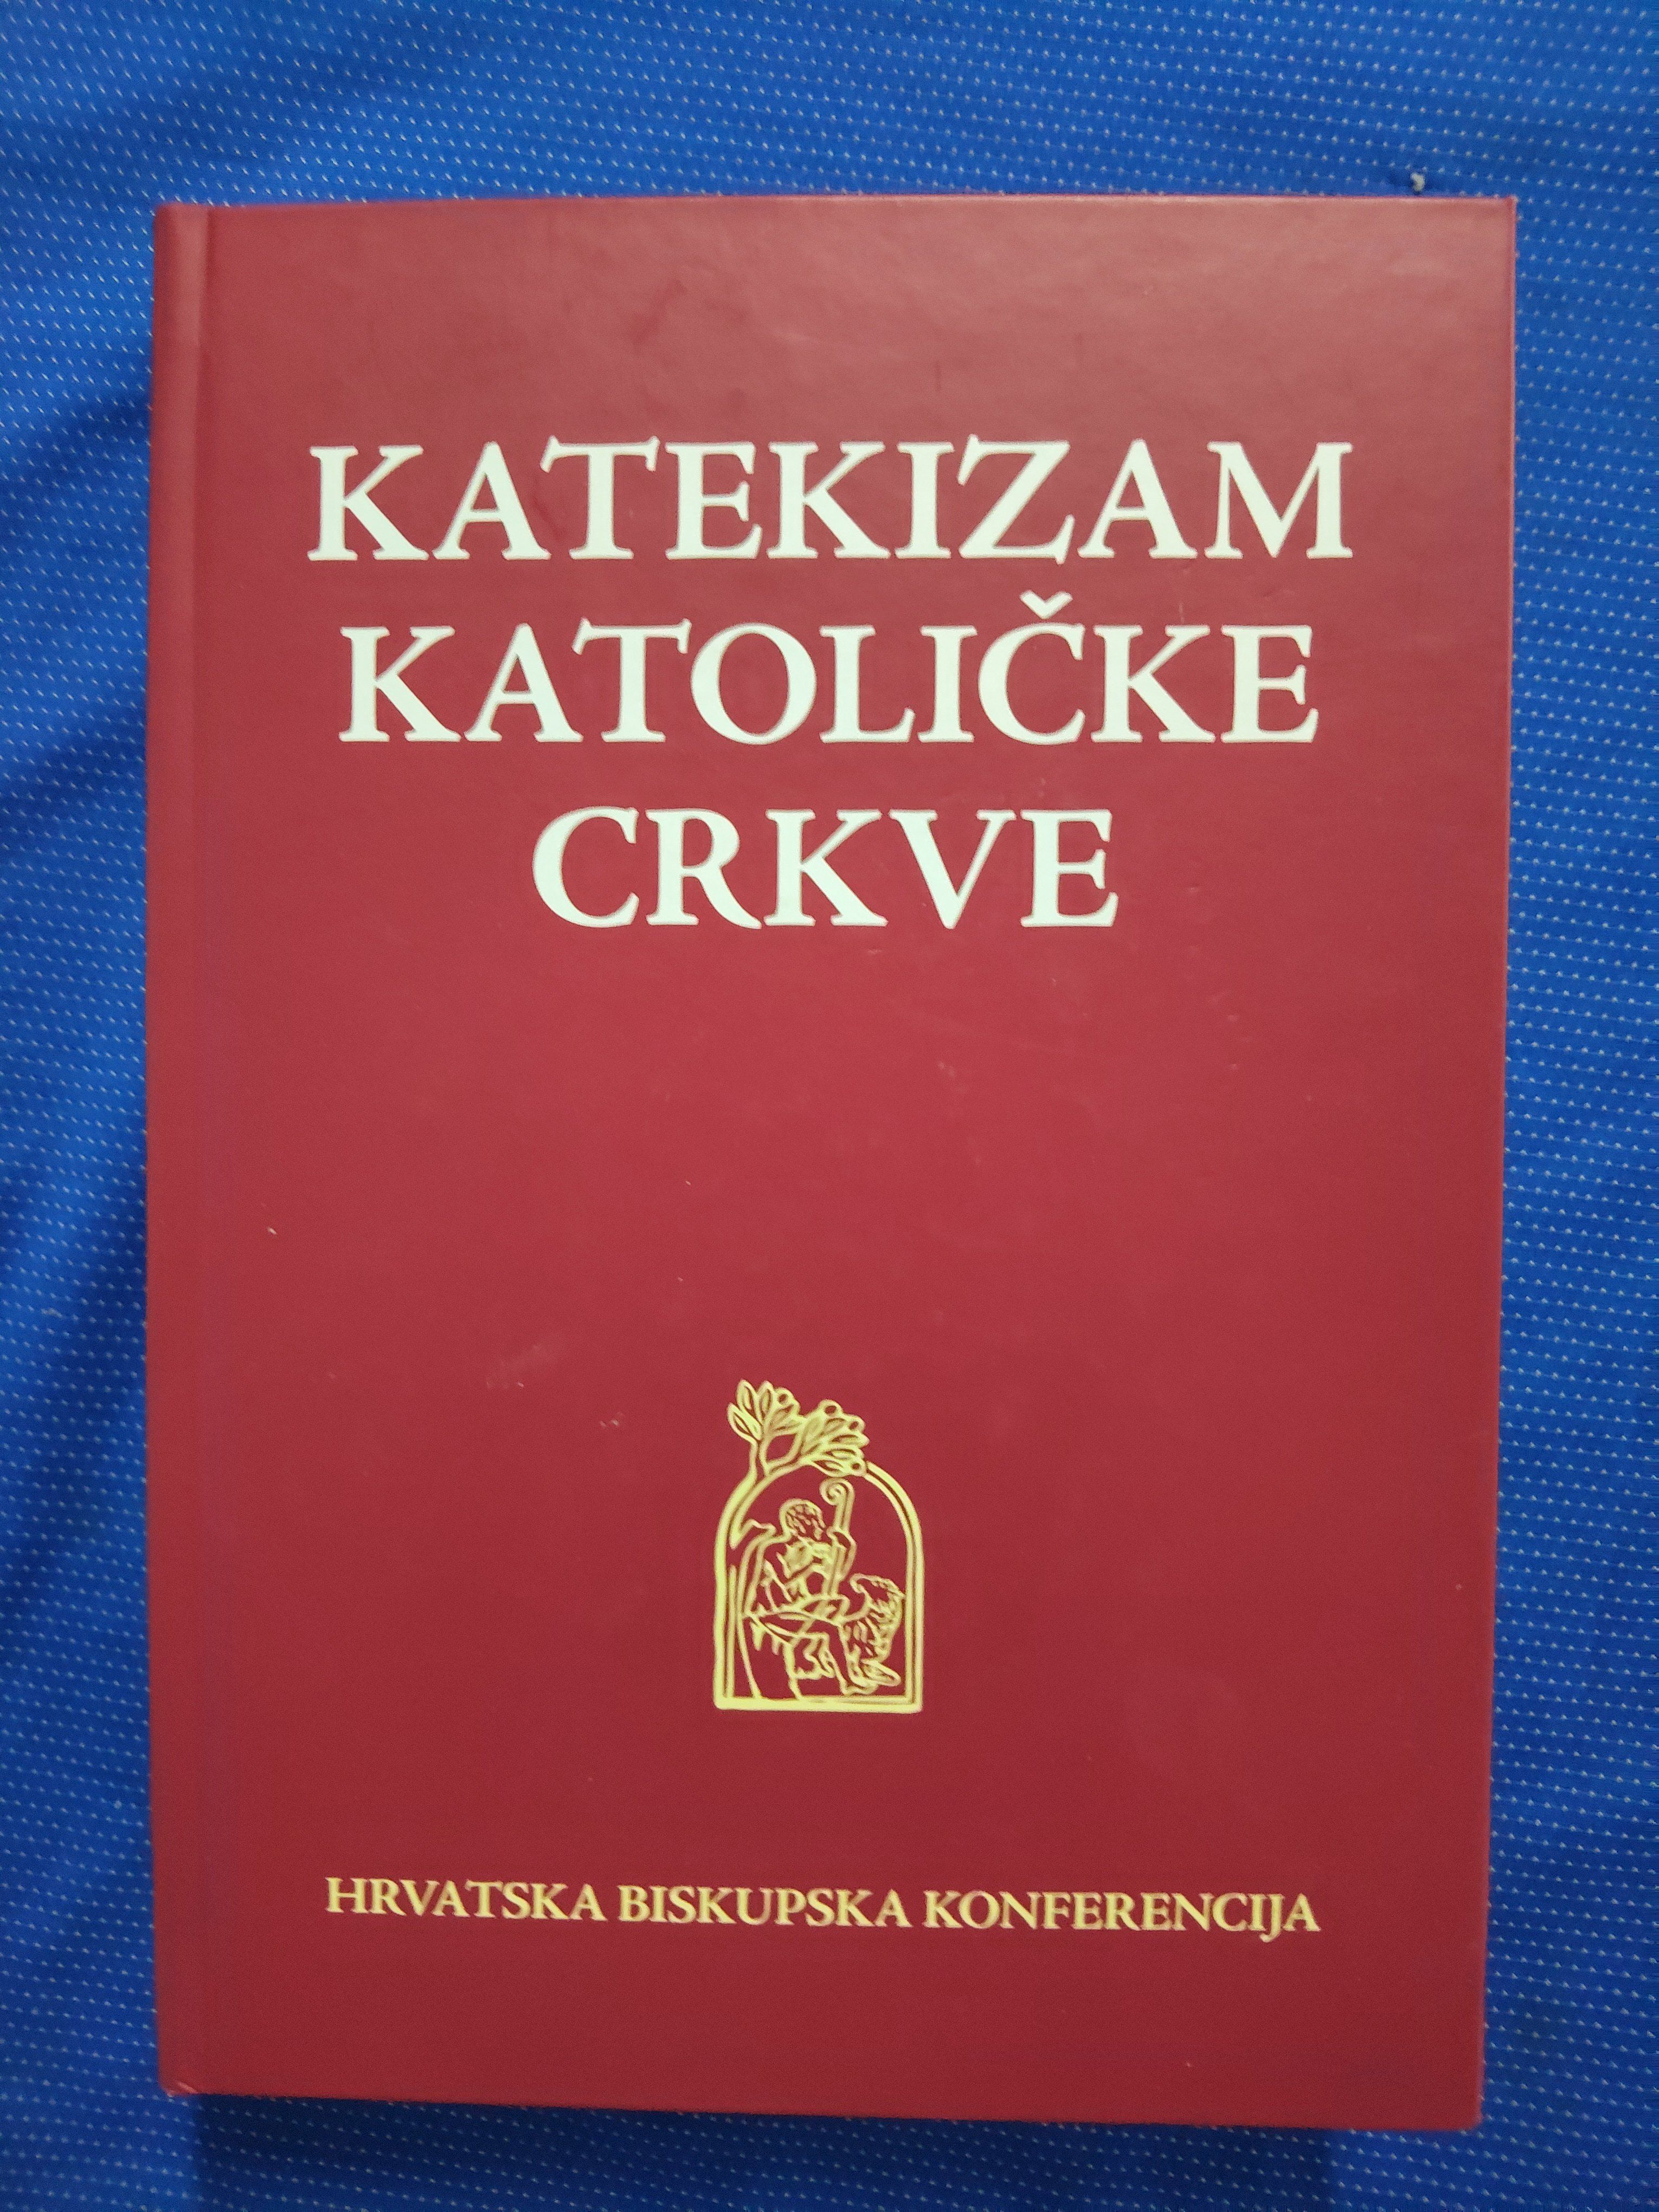 KATEKIZAM
KATOLIČKE
CRKVE
HRVATSKA BISKUPSKA KONFERENCIJA